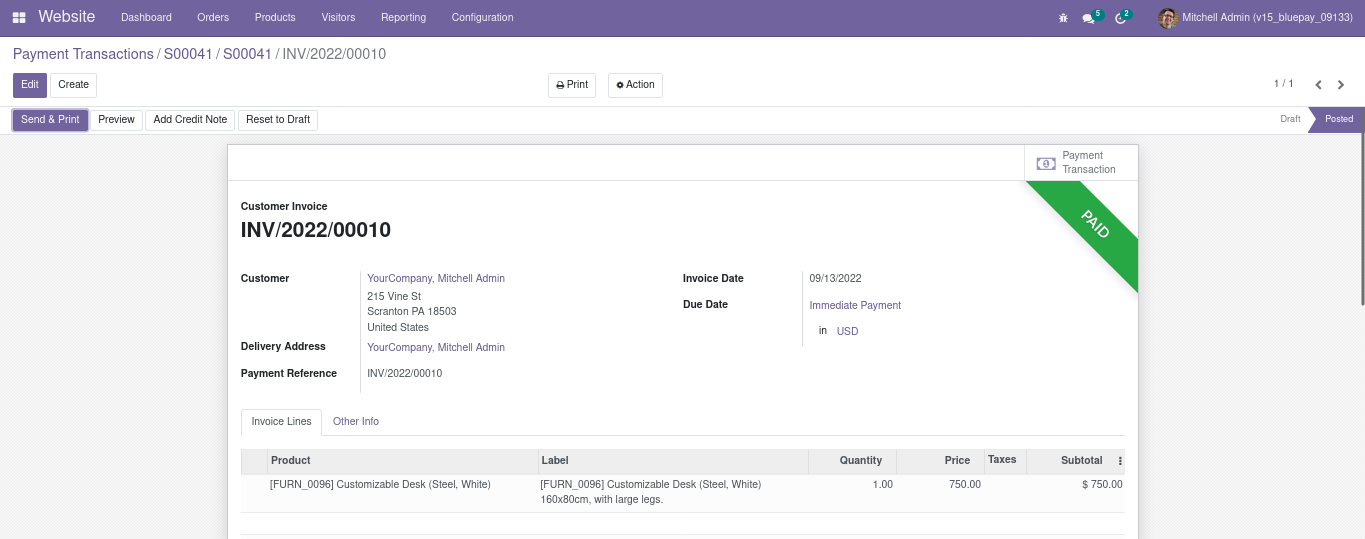 Website Dashboard Orders Products Visitors Reporting Configuration 5 2 Mitchell Admin (v15_bluepay_09133)
Payment Transactions / S00041 / S00041 / INV/2022/00010
Edit Create Print Action 1 / 1
Send & Print Preview Add Credit Note Reset to Draft Draft Posted
Payment
Transaction
PAID
Customer Invoice
INV/2022/00010
Customer YourCompany, Mitchell Admin Invoice Date 09/13/2022
215 Vine St
Scranton PA 18503 Due Date Immediate Payment
United States in USD
Delivery Address YourCompany, Mitchell Admin
Payment Reference INV/2022/00010
Invoice Lines Other Info
Product Label Quantity Price Taxes Subtotal
[FURN_0096] Customizable Desk (Steel, White) [FURN_0096] Customizable Desk (Steel, White) 1.00 750.00 $ 750.00
160x80cm, with large legs.